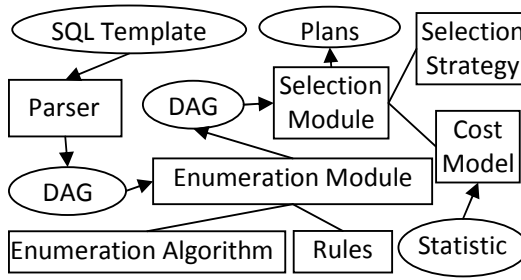 SQL Template
Plans
Selection
Strategy
Parser
DAG
Selection
Module
Cost
Model
DAG
Enumeration Module
Enumeration Algorithm
Rules
Statistic